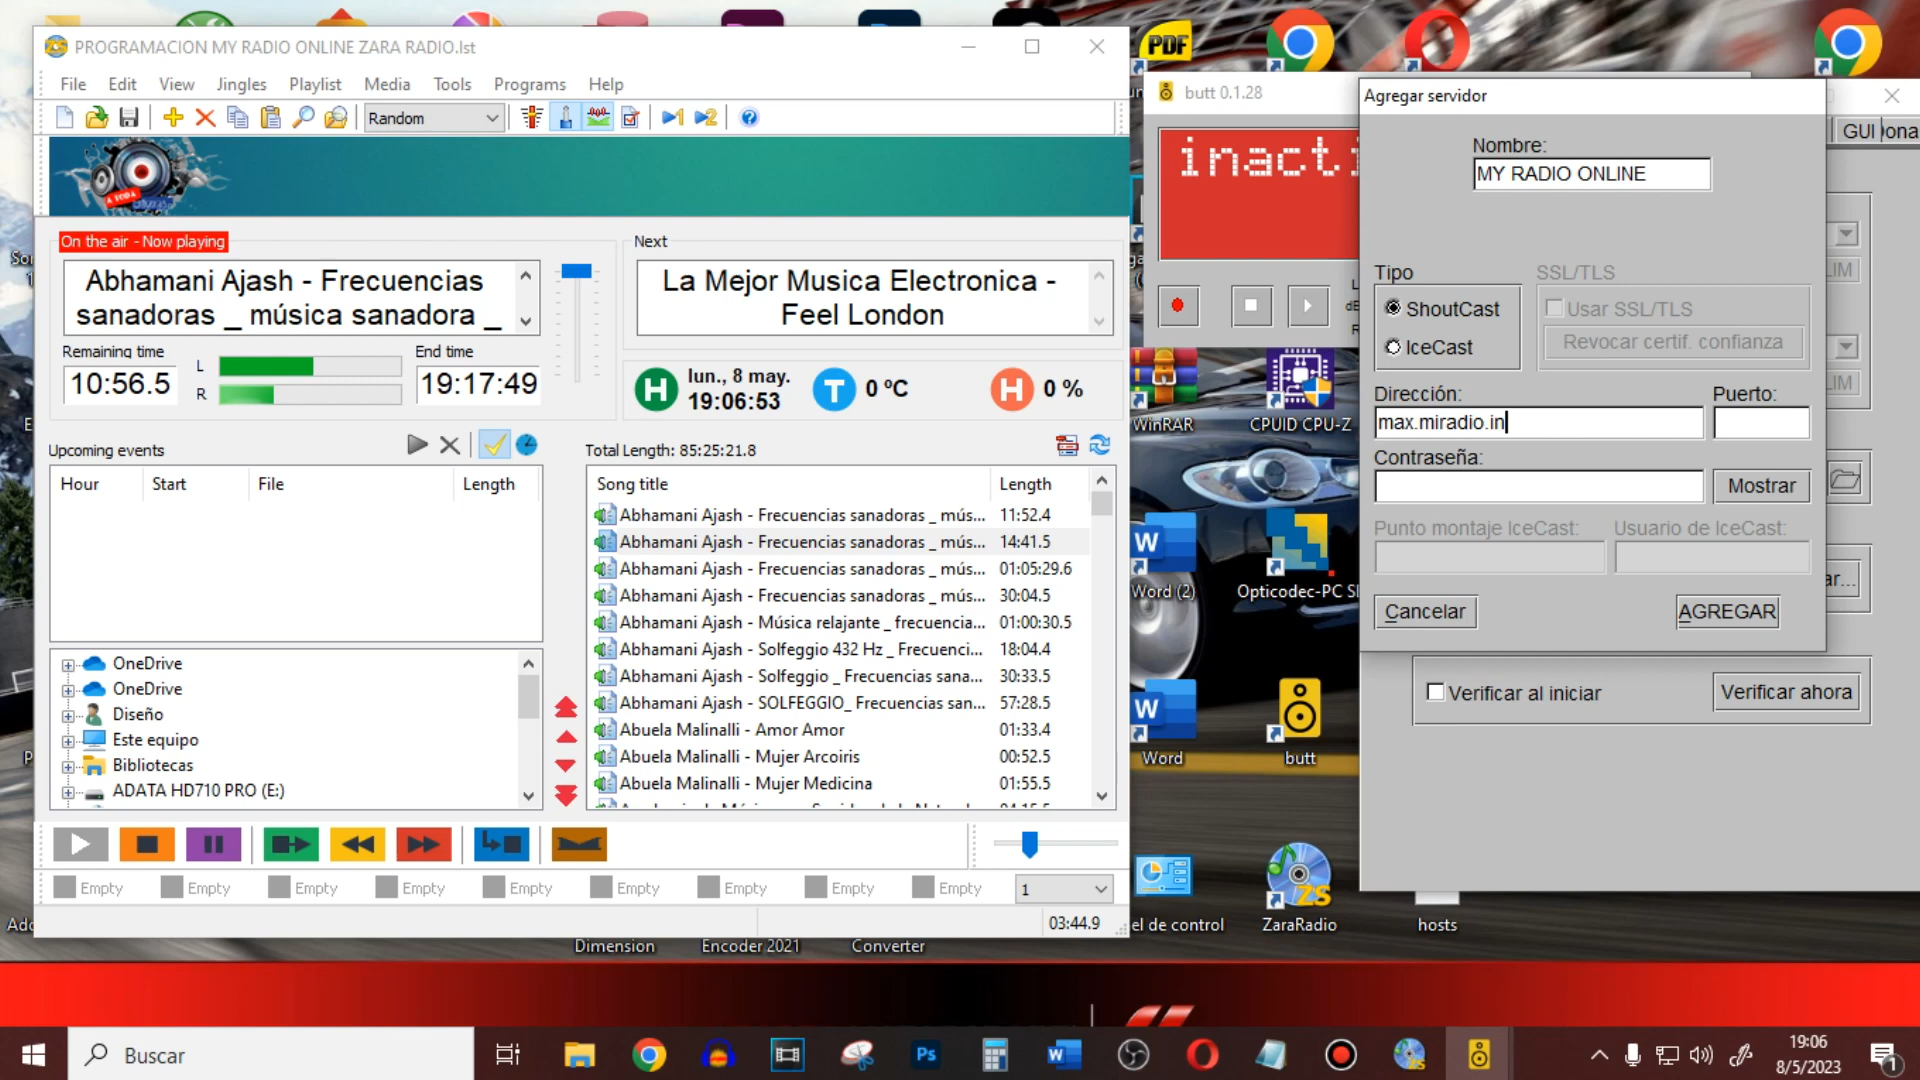 PROGRAMACION MY RADIO ONLINE ZARA RADIO.lst
File Edit View Jingles Playlist Media Tools Programs Help
Random
1 2
On the air - Now playing
Abhamani Ajash - Frecuencias
sanadoras _ música sanadora _
Remaining time
10:56.5
L
R
End time
19:17:49
Next
La Mejor Musica Electronica -
Feel London
H
lun., 8 may.
19:06:53
T
0 ºC
H
0 %
Upcoming events
Hour Start File Length
Total Length: 85:25:21.8
Song title Length
Abhamani Ajash - Frecuencias sanadoras _ mús... 11:52.4
Abhamani Ajash - Frecuencias sanadoras _ mús... 14:41.5
Abhamani Ajash - Frecuencias sanadoras _ mús... 01:05:29.6
Abhamani Ajash - Frecuencias sanadoras _ mús... 30:04.5
Abhamani Ajash - Música relajante _ frecuencia... 01:00:30.5
Abhamani Ajash - Solfeggio 432 Hz _ Frecuenci... 18:04.4
Abhamani Ajash - Solfeggio _ Frecuencias sana... 30:33.5
Abhamani Ajash - SOLFEGGIO_ Frecuencias san... 57:28.5
Abuela Malinalli - Amor Amor 01:33.4
Abuela Malinalli - Mujer Arcoiris 00:52.5
Abuela Malinalli - Mujer Medicina 01:55.5
OneDrive
OneDrive
Diseño
Este equipo
Bibliotecas
ADATA HD710 PRO (E:)
Empty Empty Empty Empty Empty Empty Empty Empty Empty
1
03:44.9
butt 0.1.28
inacti
GUI
Agregar servidor
Nombre:
MY RADIO ONLINE
Tipo
ShoutCast
IceCast
SSL/TLS
Usar SSL/TLS
Revocar certif. confianza
Dirección:
max.miradio.in
Puerto:
Contraseña:
Mostrar
Punto montaje IceCast:
Usuario de IceCast:
Cancelar
AGREGAR
Verificar al iniciar
Verificar ahora
PDF
WinRAR
CPUID CPU-Z
Word (2)
Opticodec-PC
Word
butt
el de control
ZaraRadio
hosts
Dimension
Encoder 2021
Converter
Buscar
Ps
19:06
8/5/2023
1